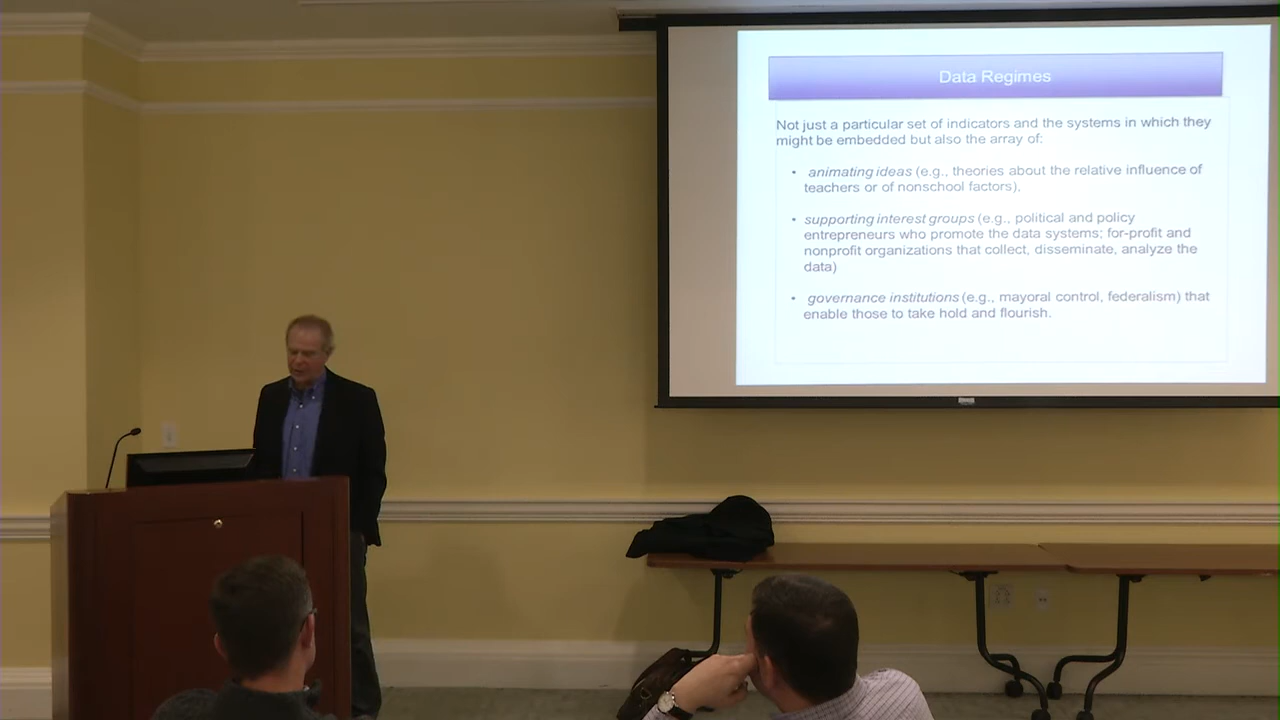 Data Regimes
Not just a particular set of indicators and the systems in which they
might be embedded but also the array of:
• animating ideas (e.g., theories about the relative influence of
teachers or of nonschool factors),
• supporting interest groups (e.g., political and policy
entrepreneurs who promote the data systems; for-profit and
nonprofit organizations that collect, disseminate, analyze the
data)
• governance institutions (e.g., mayoral control, federalism) that
enable those to take hold and flourish.